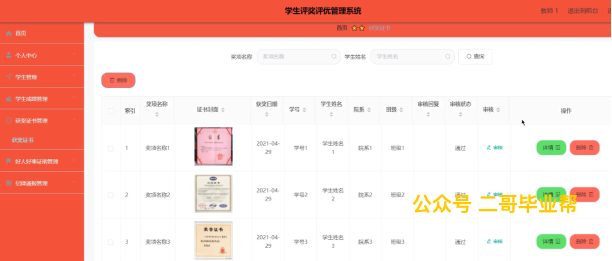 学生评奖评优管理系统
教师 1 退出到前台
首页
首页 获奖证书
个人中心
学生管理
学生成绩管理
获奖证书管理
获奖证书
好人好事记录管理
奖项名称 奖项名称 学生姓名 学生姓名 查询
删除
索引 奖项名称 证书封面 获奖日期 学号 学生姓名 院系 班级 审核回复 审核状态 审核 操作
1 奖项名称1 2021-04-29 学号1 学生姓名1 院系1 班级1 通过 审核 详情 删除
2 奖项名称2 2021-04-29 学号2 学生姓名2 院系2 班级2 通过 审核 详情 删除
3 奖项名称3 荣誉证书 2021-04-29 学号3 学生姓名3 院系3 班级3 通过 审核 详情 删除
公众号 二哥毕业帮